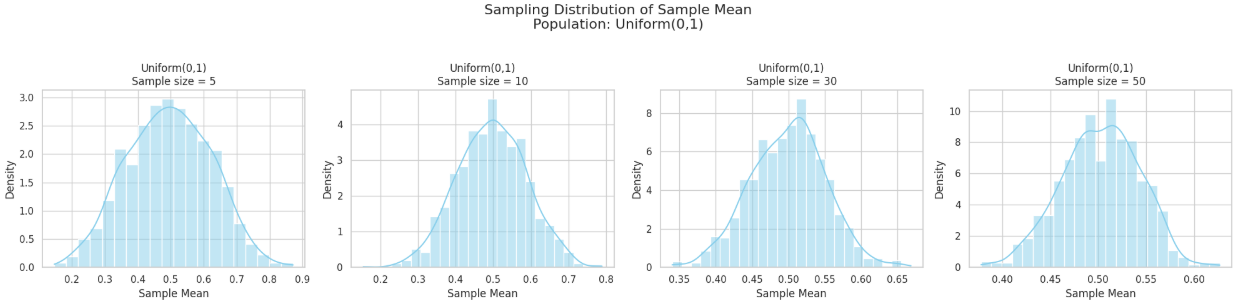 Sampling Distribution of Sample Mean
Population: Uniform(0,1)
Uniform(0,1)
Sample size = 5
Density
3.0
2.5
2.0
1.5
1.0
0.5
0.0
0.2 0.3 0.4 0.5 0.6 0.7 0.8 0.9
Sample Mean
Uniform(0,1)
Sample size = 10
Density
4
3
2
1
0
0.2 0.3 0.4 0.5 0.6 0.7 0.8
Sample Mean
Uniform(0,1)
Sample size = 30
Density
8
6
4
2
0
0.35 0.40 0.45 0.50 0.55 0.60 0.65
Sample Mean
Uniform(0,1)
Sample size = 50
Density
10
8
6
4
2
0
0.40 0.45 0.50 0.55 0.60
Sample Mean